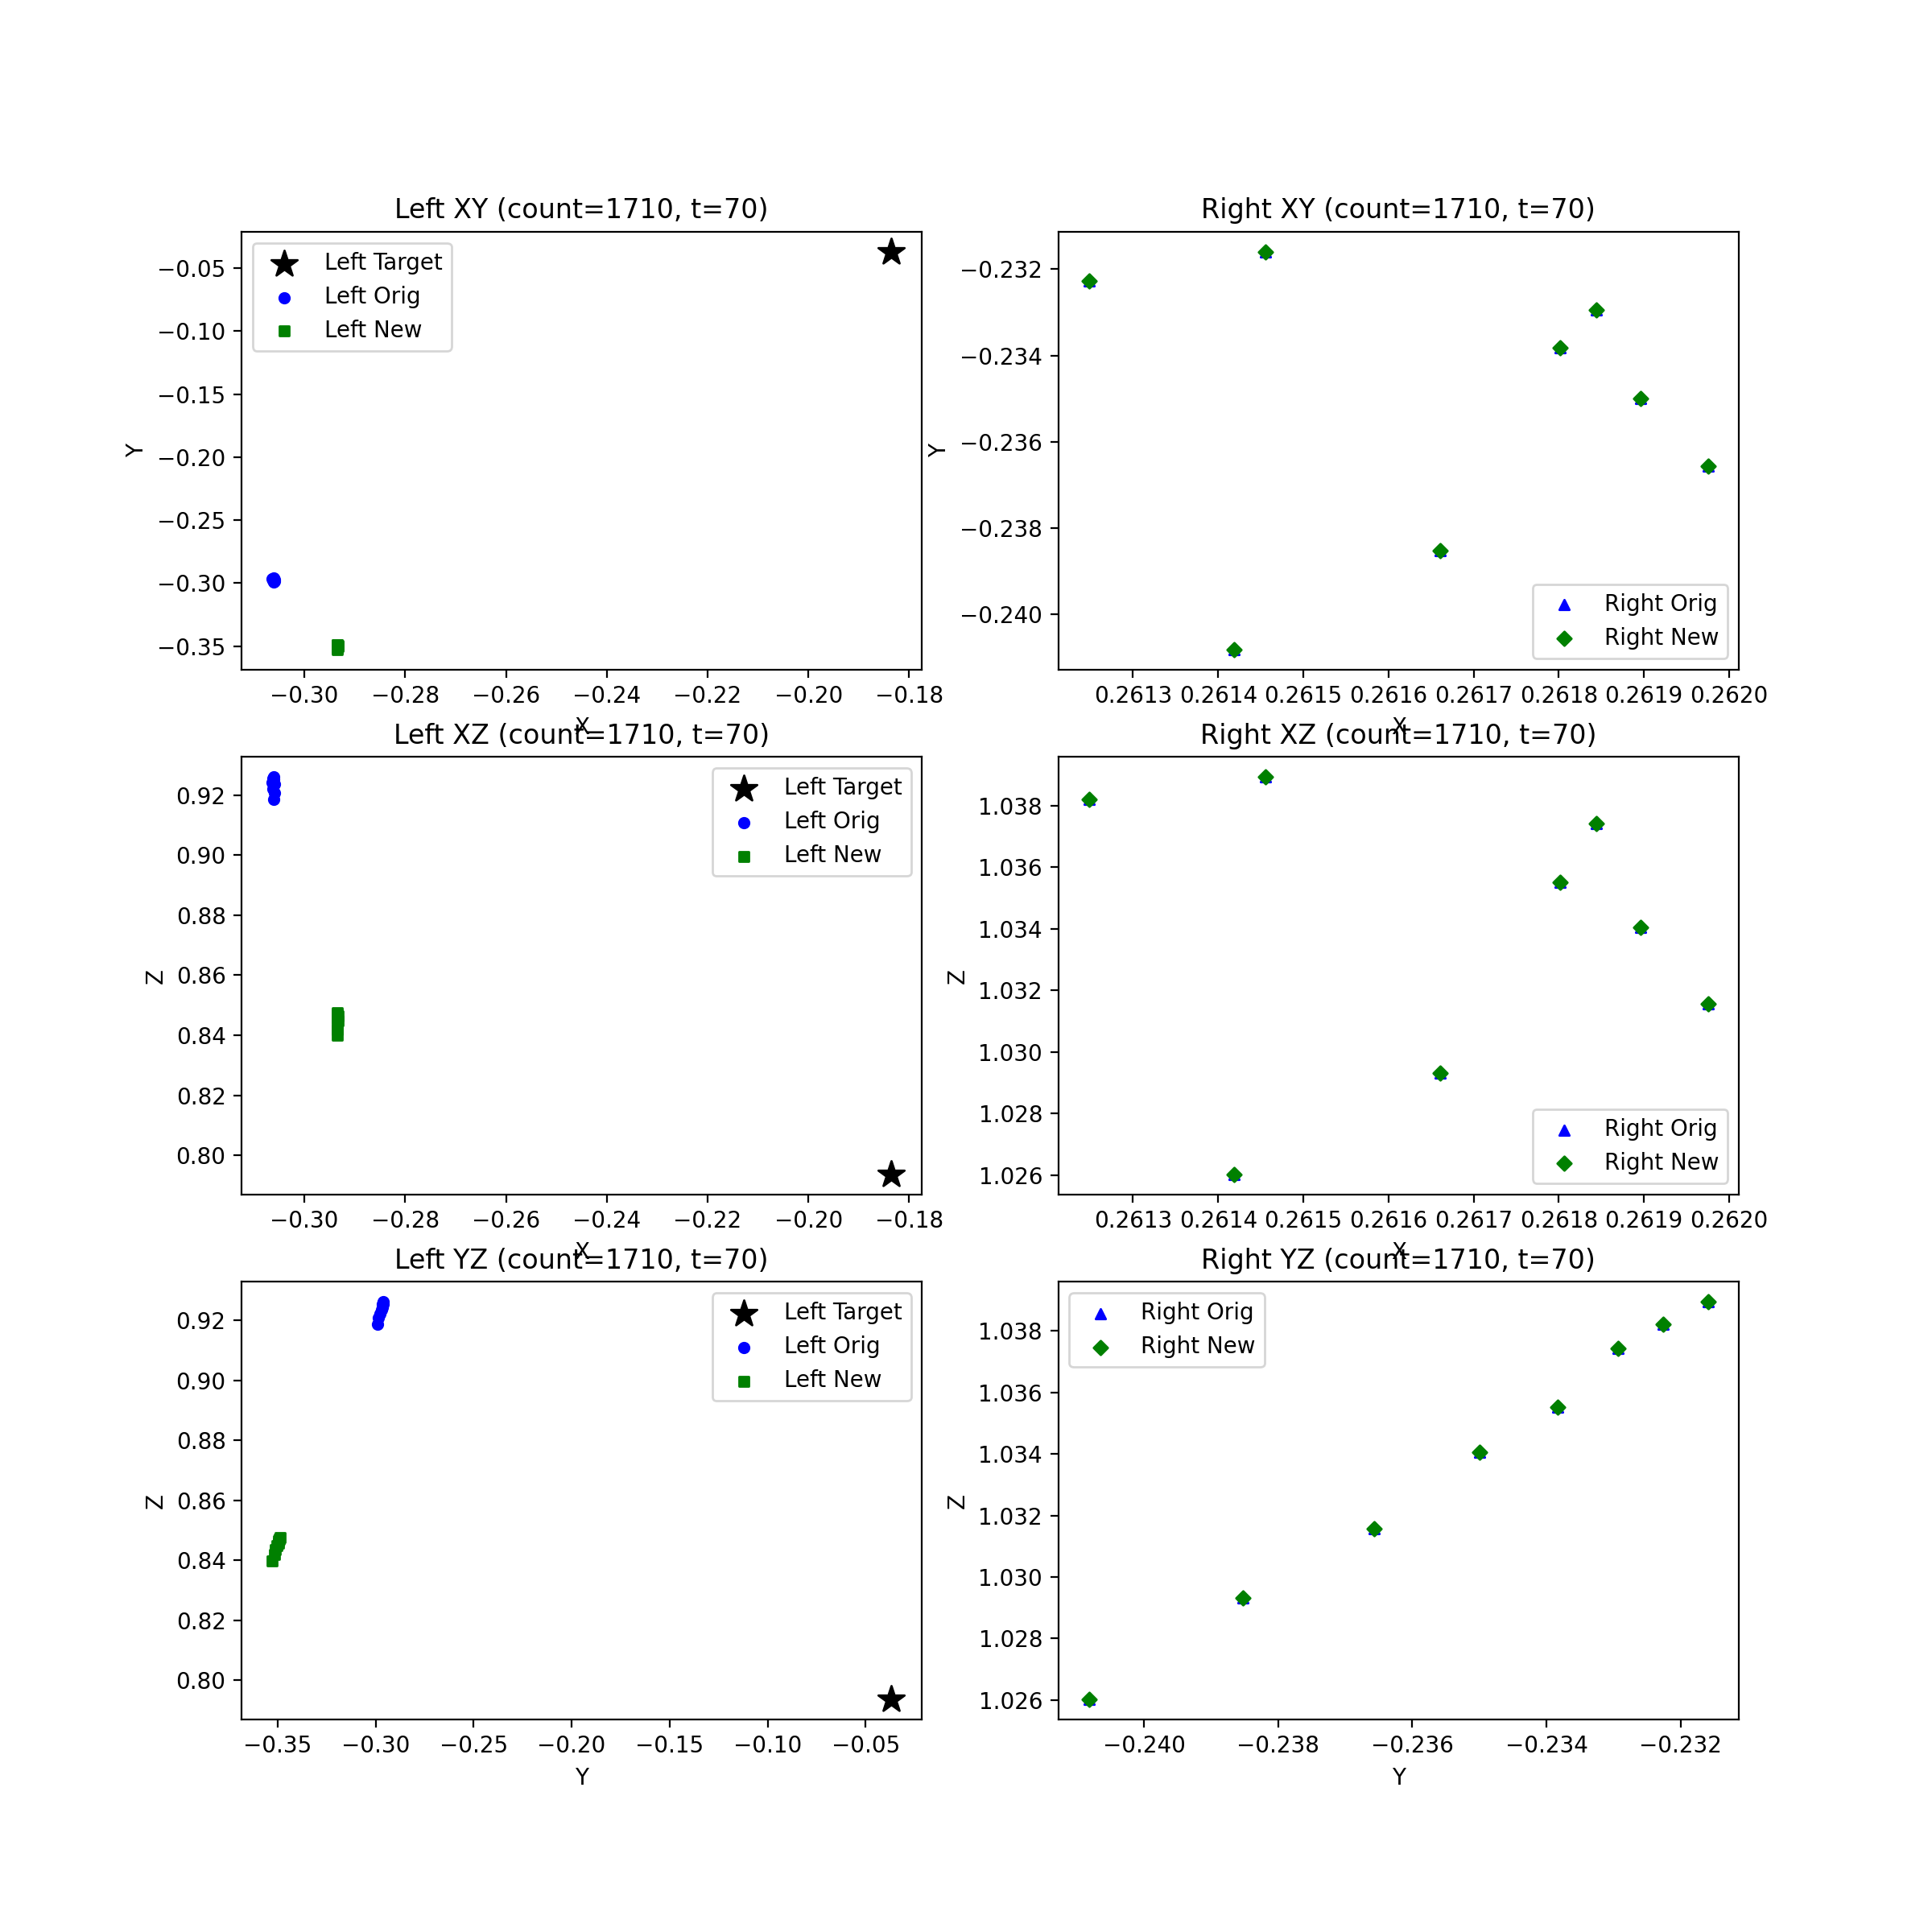 Left XY (count=1710, t=70)
Left Target
Left Orig
Left New
−0.05
−0.10
−0.15
−0.20
−0.25
−0.30
−0.35
Y
−0.30 −0.28 −0.26 −0.24 −0.22 −0.20 −0.18
X
Right XY (count=1710, t=70)
Right Orig
Right New
−0.232
−0.234
−0.236
−0.238
−0.240
Y
0.2613 0.2614 0.2615 0.2616 0.2617 0.2618 0.2619 0.2620
X
Left XZ (count=1710, t=70)
Left Target
Left Orig
Left New
0.92
0.90
0.88
0.86
0.84
0.82
0.80
Z
−0.30 −0.28 −0.26 −0.24 −0.22 −0.20 −0.18
X
Right XZ (count=1710, t=70)
Right Orig
Right New
1.038
1.036
1.034
1.032
1.030
1.028
1.026
Z
0.2613 0.2614 0.2615 0.2616 0.2617 0.2618 0.2619 0.2620
X
Left YZ (count=1710, t=70)
Left Target
Left Orig
Left New
0.92
0.90
0.88
0.86
0.84
0.82
0.80
Z
−0.35 −0.30 −0.25 −0.20 −0.15 −0.10 −0.05
Y
Right YZ (count=1710, t=70)
Right Orig
Right New
1.038
1.036
1.034
1.032
1.030
1.028
1.026
Z
−0.240 −0.238 −0.236 −0.234 −0.232
Y